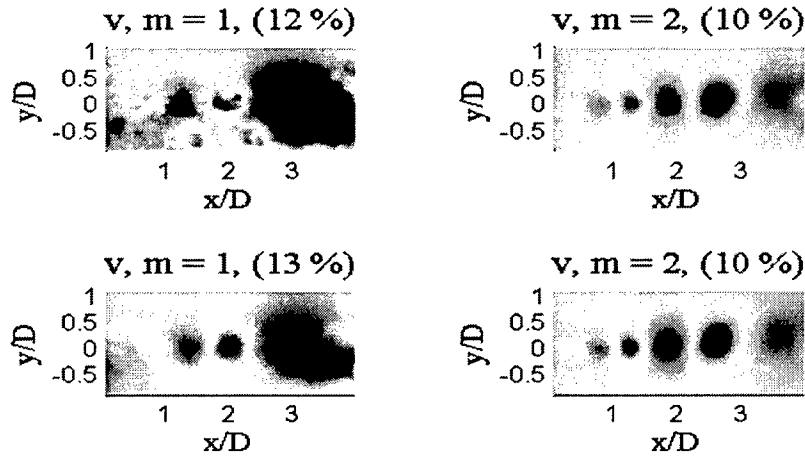 v, m = 1, (12 %)
v, m = 2, (10 %)
y/D
1
0.5
0
-0.5
1 2 3
x/D
y/D
1
0.5
0
-0.5
1 2 3
x/D
v, m = 1, (13 %)
v, m = 2, (10 %)
y/D
1
0.5
0
-0.5
1 2 3
x/D
y/D
1
0.5
0
-0.5
1 2 3
x/D